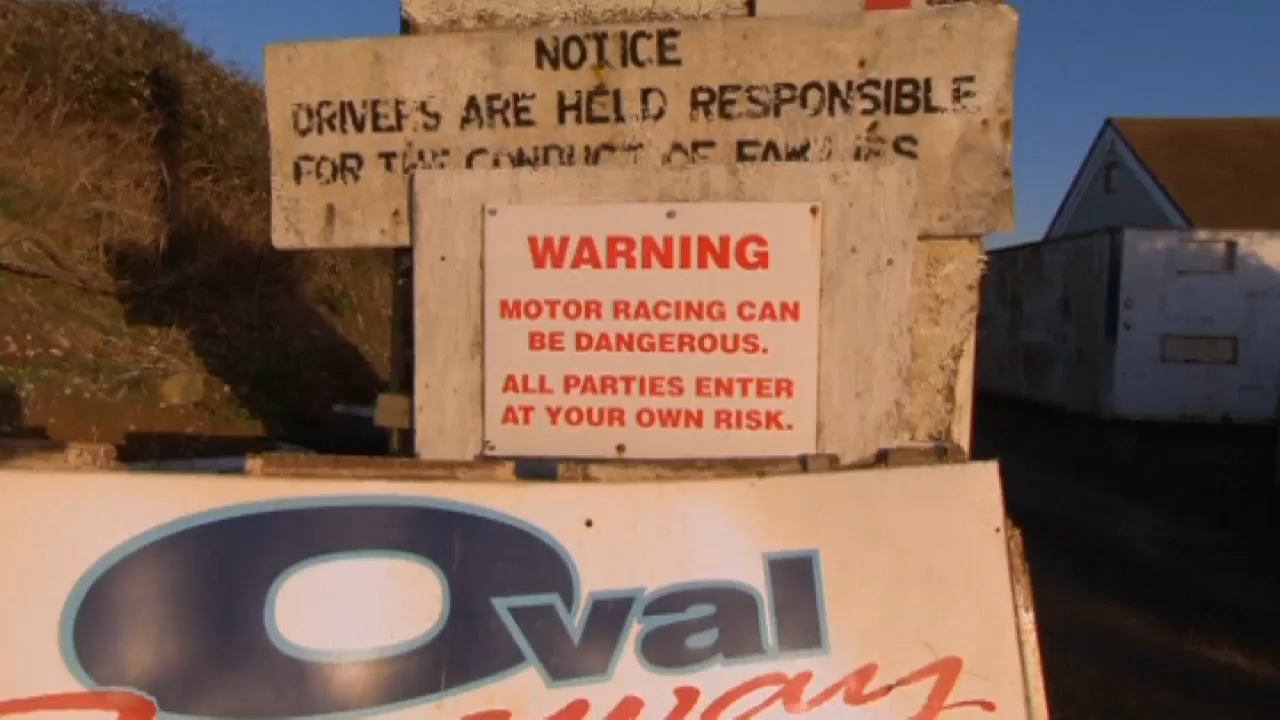 NOTICE
DRIVERS ARE HELD RESPONSIBLE
FOR THE CONDUCT OF FAMILIES
WARNING
MOTOR RACING CAN
BE DANGEROUS.
ALL PARTIES ENTER
AT YOUR OWN RISK.
Oval